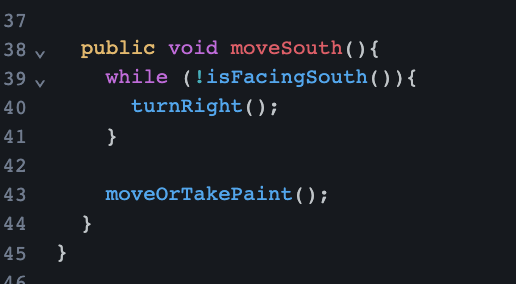 37
38 public void moveSouth(){
39 while (!isFacingSouth()){
40 turnRight();
41 }
42
43 moveOrTakePaint();
44 }
45 }
46